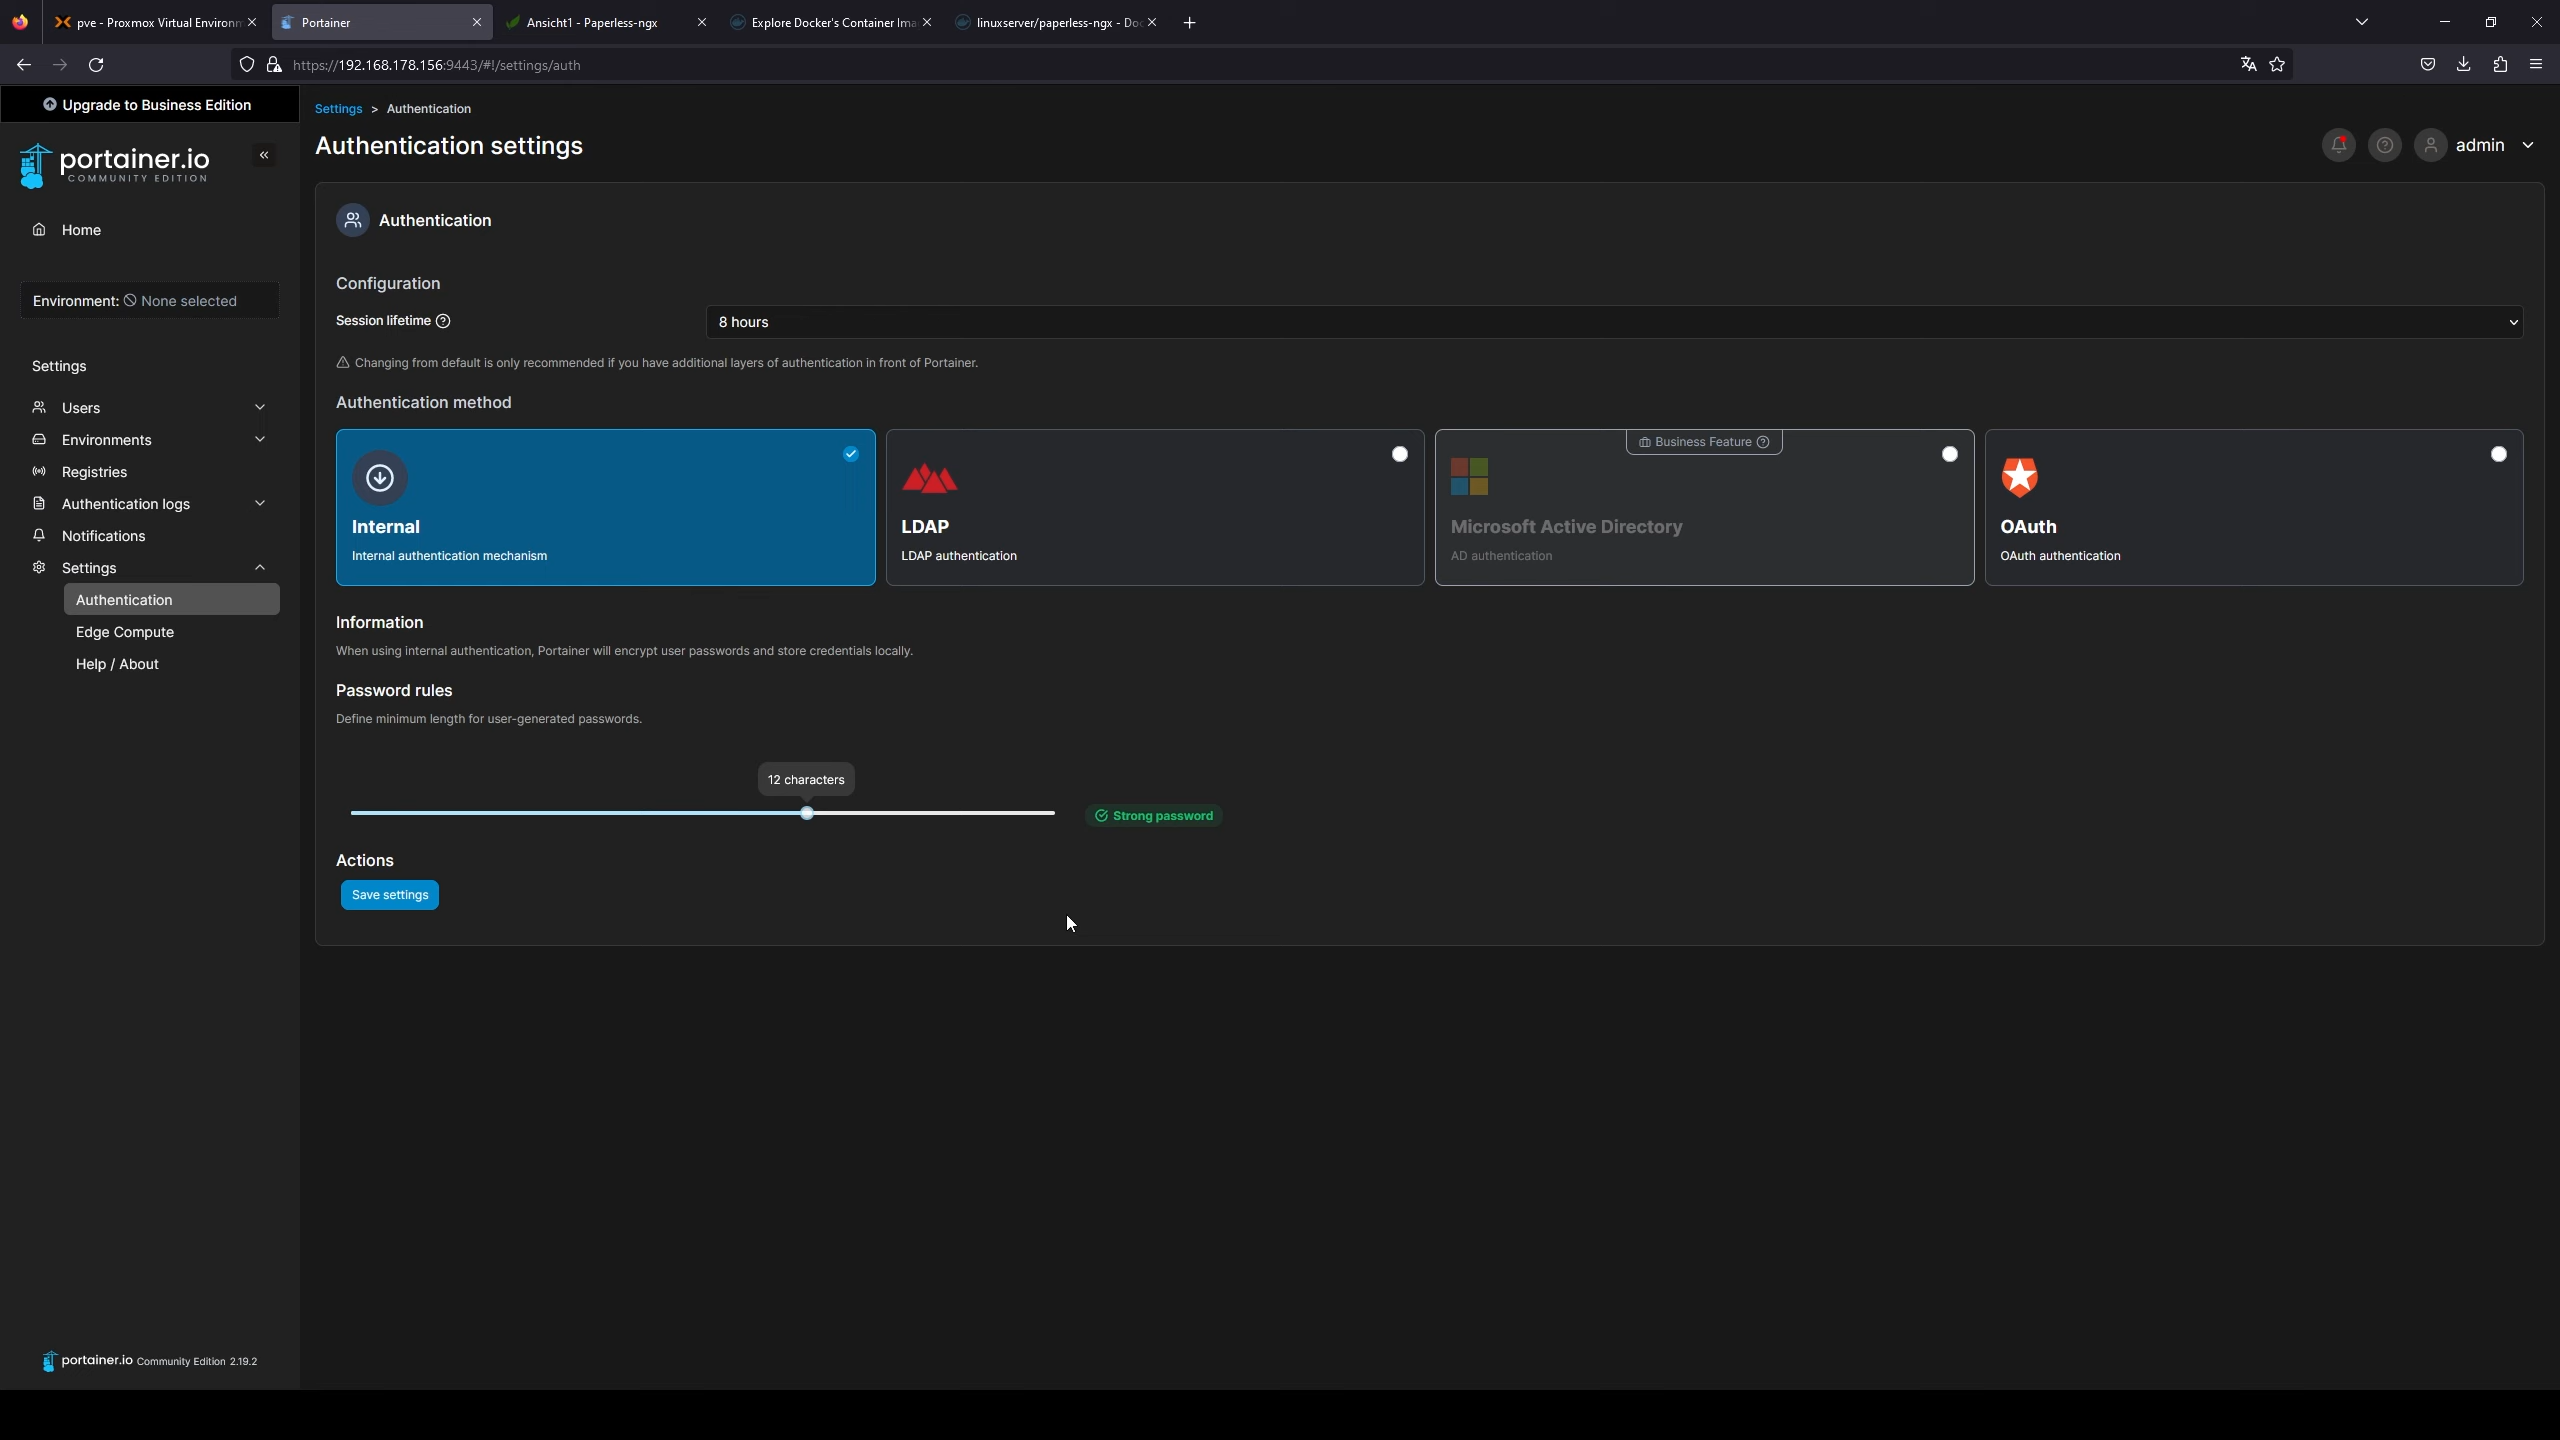 pve - Proxmox Virtual Environm
Portainer
Ansicht1 - Paperless-ngx
Explore Docker's Container Ima
linuxserver/paperless-ngx - Doc
https://192.168.178.156:9443/#!/settings/auth
Upgrade to Business Edition
portainer.io
COMMUNITY EDITION
Home
Environment: None selected
Settings
Users
Environments
Registries
Authentication logs
Notifications
Settings
Authentication
Edge Compute
Help / About
portainer.io Community Edition 2.19.2
Settings > Authentication
Authentication settings
admin
Authentication
Configuration
Session lifetime
8 hours
Changing from default is only recommended if you have additional layers of authentication in front of Portainer.
Authentication method
Internal
Internal authentication mechanism
LDAP
LDAP authentication
Business Feature
Microsoft Active Directory
AD authentication
OAuth
OAuth authentication
Information
When using internal authentication, Portainer will encrypt user passwords and store credentials locally.
Password rules
Define minimum length for user-generated passwords.
12 characters
Strong password
Actions
Save settings